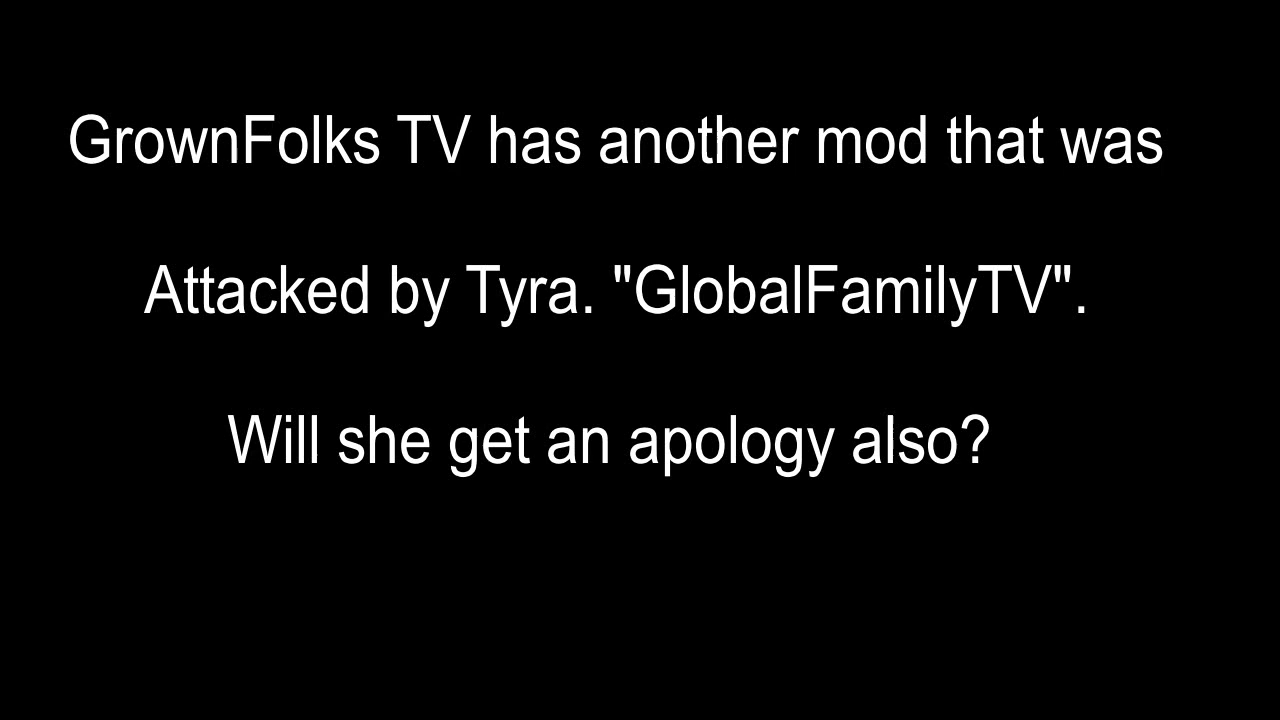 GrownFolks TV has another mod that was
Attacked by Tyra. "GlobalFamilyTV".
Will she get an apology also?